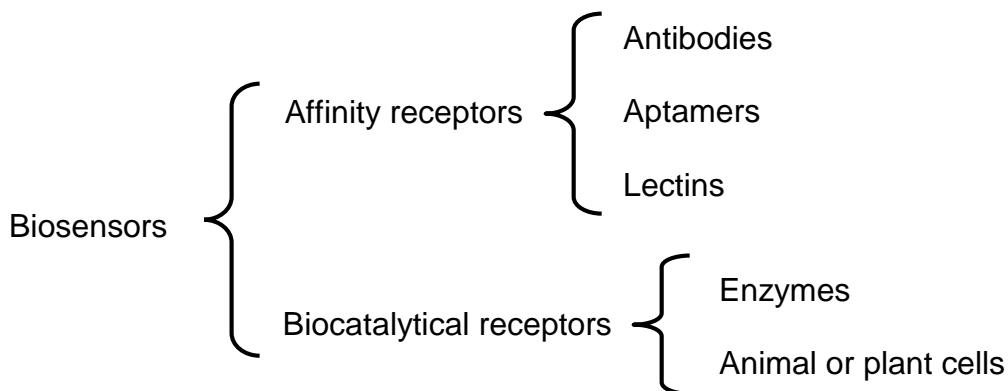 Biosensors
Affinity receptors
Antibodies
Aptamers
Lectins
Biocatalytical receptors
Enzymes
Animal or plant cells